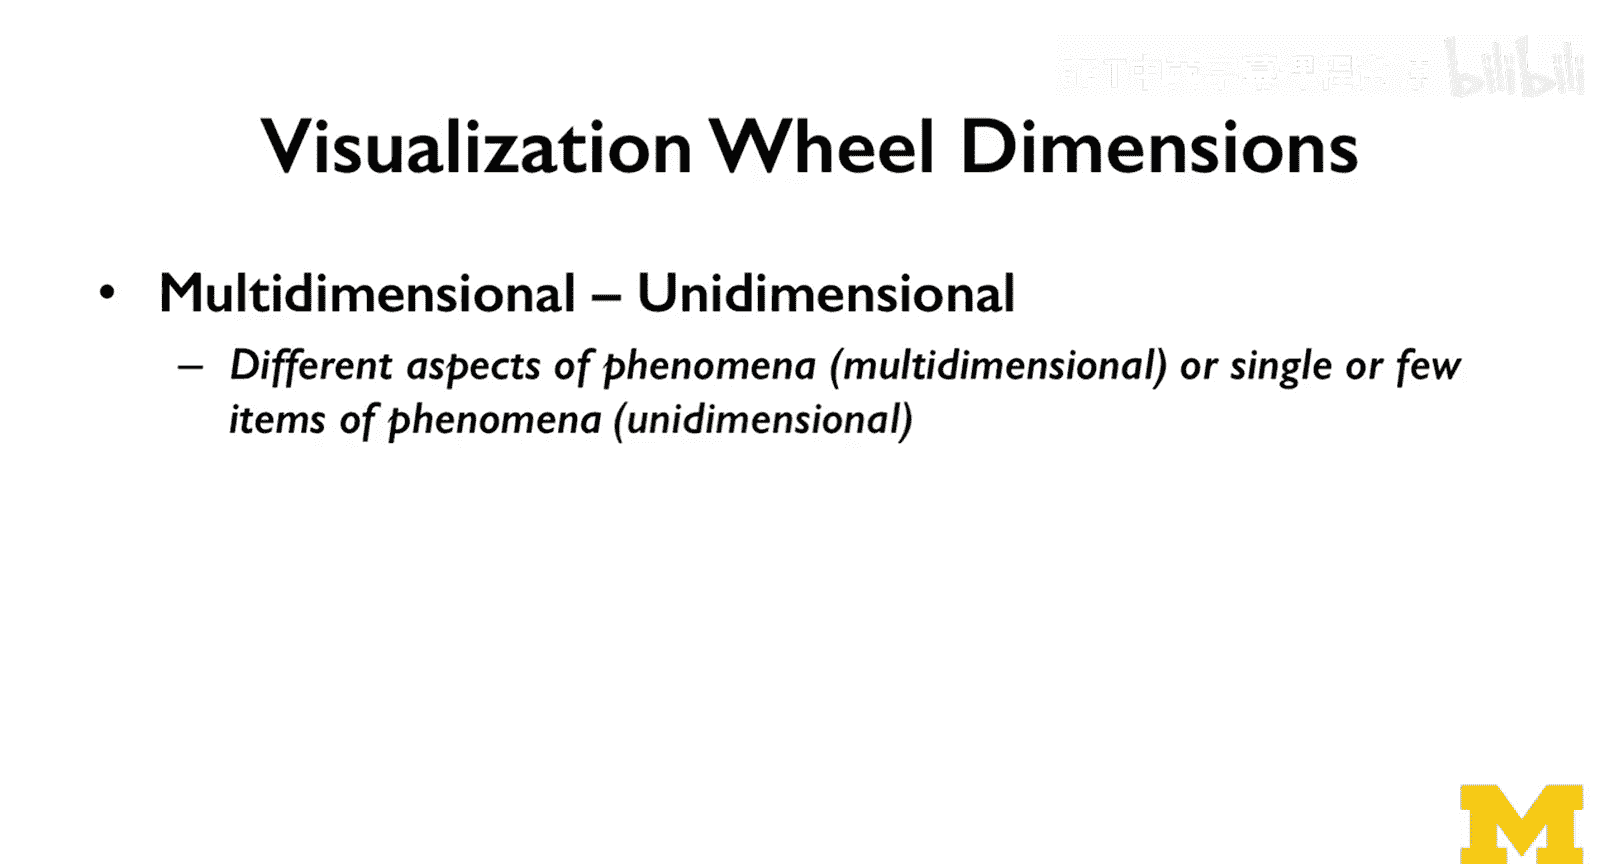 bilibili
Visualization Wheel Dimensions
• Multidimensional – Unidimensional
– Different aspects of phenomena (multidimensional) or single or few
items of phenomena (unidimensional)
M